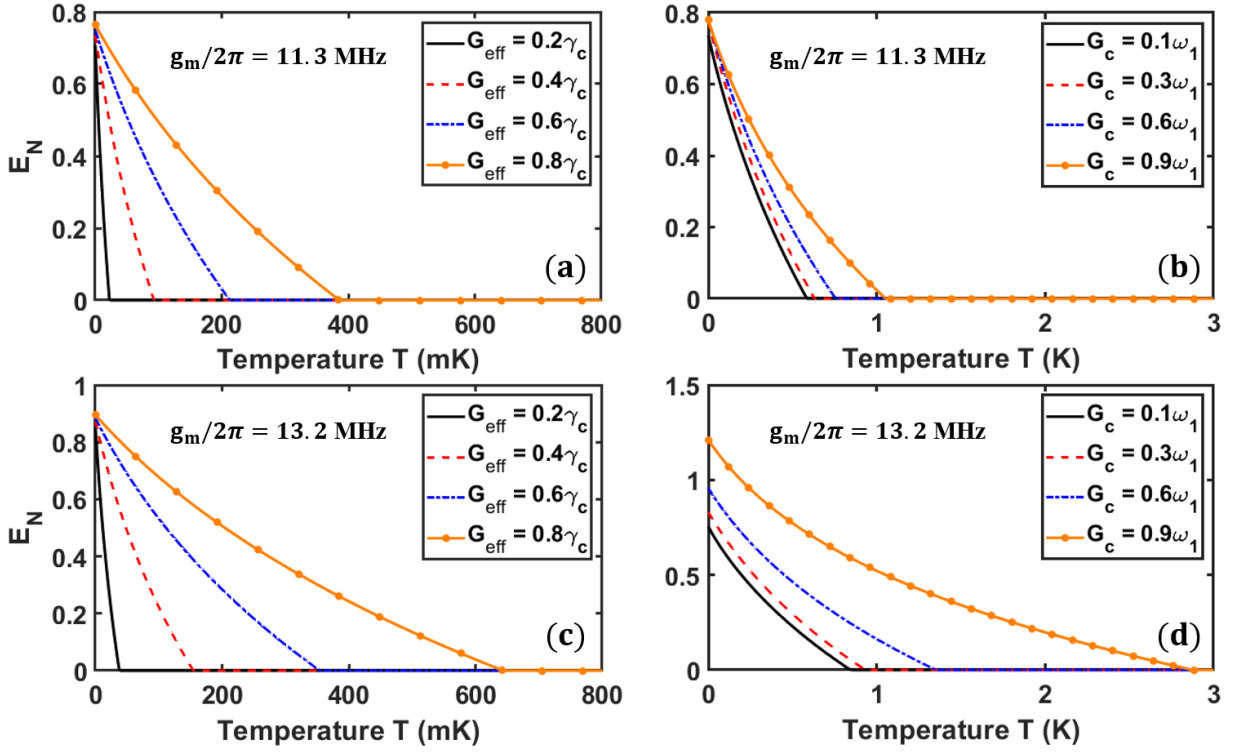 0.8
0.6
0.4
0.2
0
E_N
g_m/2π = 11.3 MHz
G_eff = 0.2γ_c
G_eff = 0.4γ_c
G_eff = 0.6γ_c
G_eff = 0.8γ_c
(a)
0 200 400 600 800
Temperature T (mK)
0.8
0.6
0.4
0.2
0
g_m/2π = 11.3 MHz
G_c = 0.1ω_1
G_c = 0.3ω_1
G_c = 0.6ω_1
G_c = 0.9ω_1
(b)
0 1 2 3
Temperature T (K)
1
0.8
0.6
0.4
0.2
0
E_N
g_m/2π = 13.2 MHz
G_eff = 0.2γ_c
G_eff = 0.4γ_c
G_eff = 0.6γ_c
G_eff = 0.8γ_c
(c)
0 200 400 600 800
Temperature T (mK)
1.5
1
0.5
0
g_m/2π = 13.2 MHz
G_c = 0.1ω_1
G_c = 0.3ω_1
G_c = 0.6ω_1
G_c = 0.9ω_1
(d)
0 1 2 3
Temperature T (K)